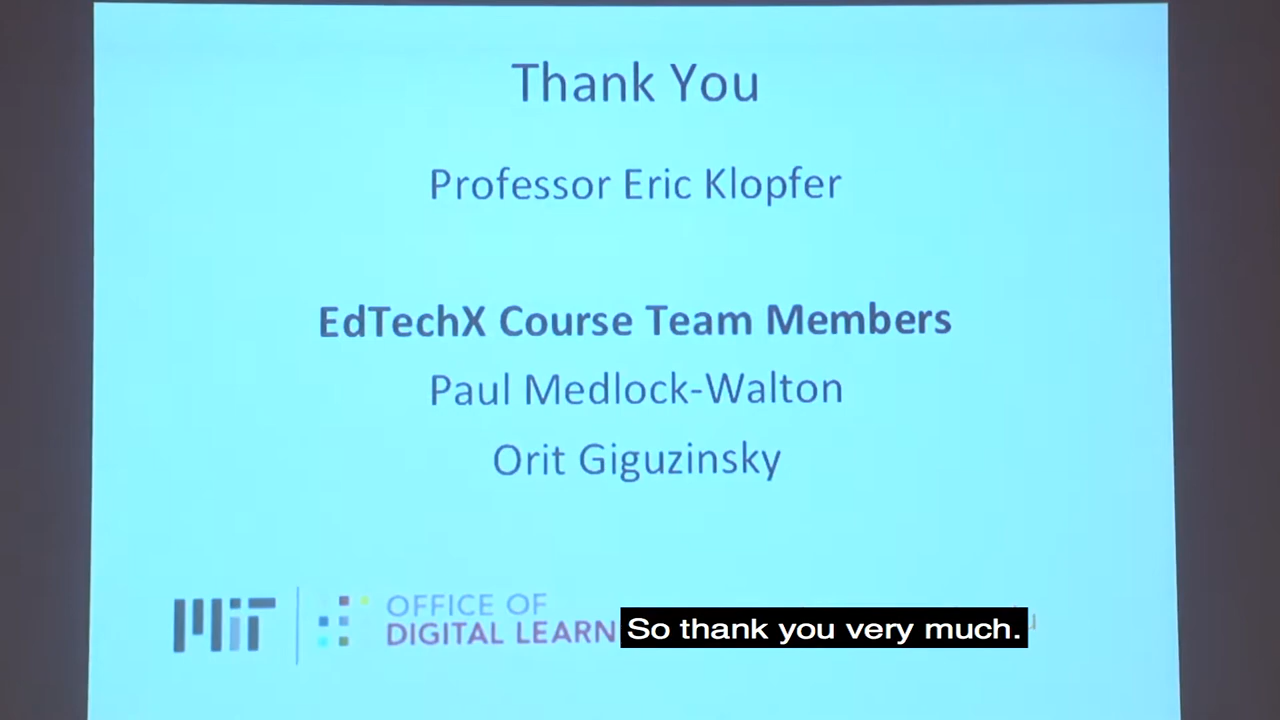 Thank You
Professor Eric Klopfer
EdTechX Course Team Members
Paul Medlock-Walton
Orit Giguzinsky
MIT
OFFICE OF
DIGITAL LEARN
So thank you very much.